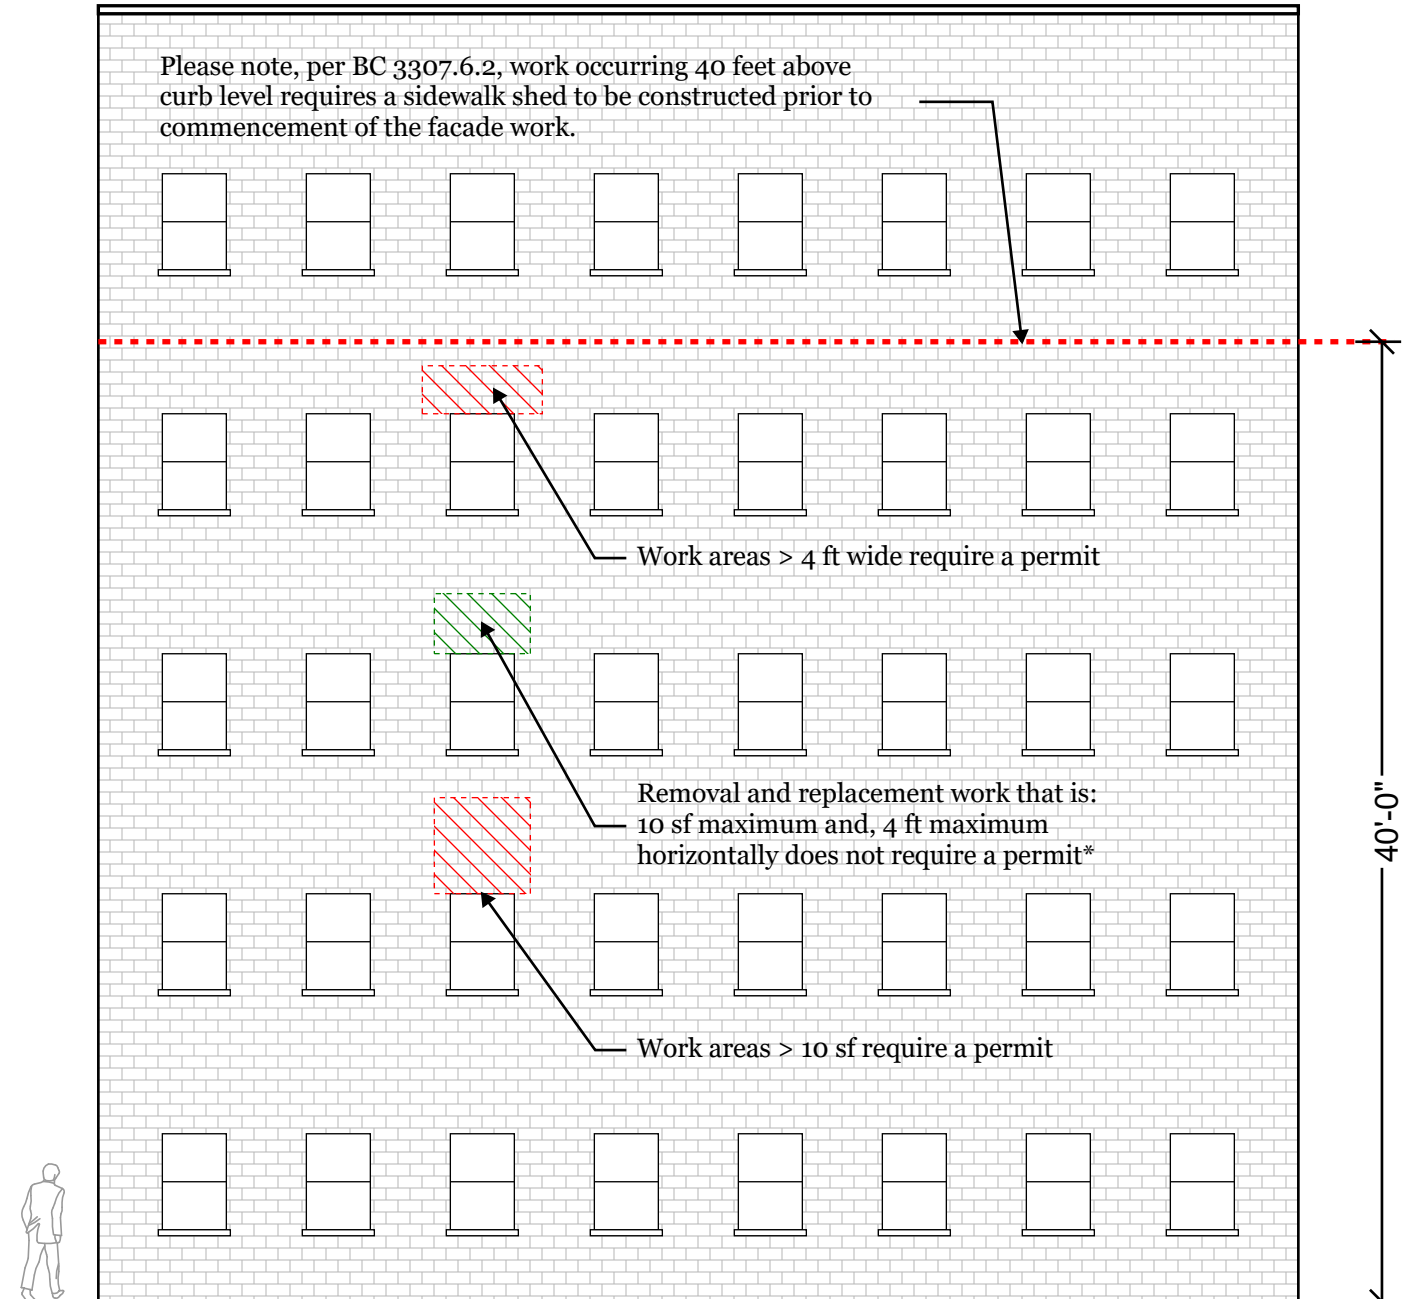 Please note, per BC 3307.6.2, work occurring 40 feet above
curb level requires a sidewalk shed to be constructed prior to
commencement of the facade work.
Work areas > 4 ft wide require a permit
Removal and replacement work that is:
10 sf maximum and, 4 ft maximum
horizontally does not require a permit*
40'-0"
Work areas > 10 sf require a permit